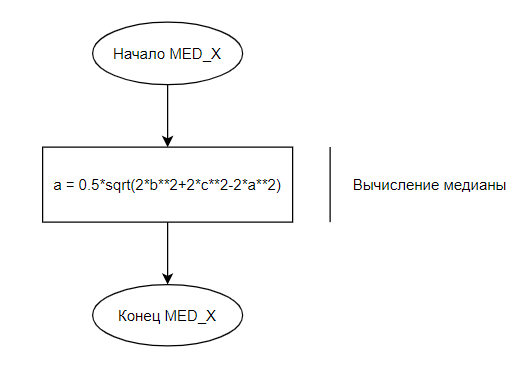 Начало MED_X
a = 0.5*sqrt(2*b**2+2*c**2-2*a**2)
Вычисление медианы
Конец MED_X